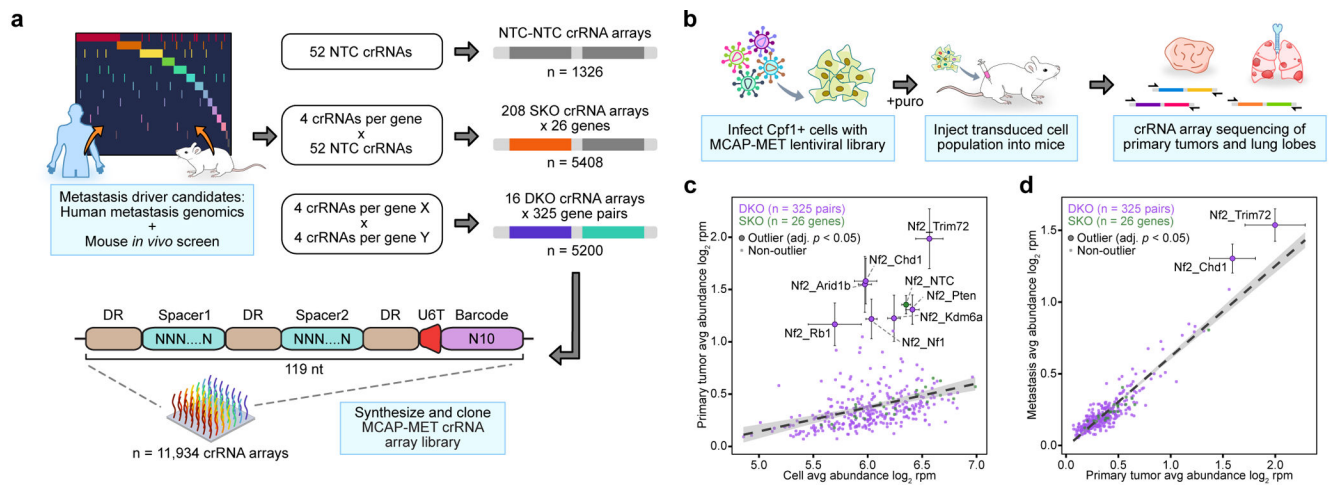 a
52 NTC crRNAs
NTC-NTC crRNA arrays
n = 1326
4 crRNAs per gene
x
52 NTC crRNAs
208 SKO crRNA arrays
x 26 genes
n = 5408
Metastasis driver candidates:
Human metastasis genomics
+
Mouse in vivo screen
4 crRNAs per gene X
x
4 crRNAs per gene Y
16 DKO crRNA arrays
x 325 gene pairs
n = 5200
DR
Spacer1
DR
Spacer2
DR
U6T
Barcode
NNN....N
NNN....N
N10
119 nt
n = 11,934 crRNA arrays
Synthesize and clone
MCAP-MET crRNA
array library
b
+puro
Infect Cpf1+ cells with
MCAP-MET lentiviral library
Inject transduced cell
population into mice
crRNA array sequencing of
primary tumors and lung lobes
c
DKO (n = 325 pairs)
SKO (n = 26 genes)
Outlier (adj. p < 0.05)
Non-outlier
Nf2_Trim72
Nf2_Chd1
Nf2_Arid1b
Nf2_NTC
Nf2_Pten
Nf2_Kdm6a
Nf2_Rb1
Nf2_Nf1
Primary tumor avg abundance log2 rpm
2.0
1.5
1.0
0.5
0.0
5.0
5.5
6.0
6.5
7.0
Cell avg abundance log2 rpm
d
DKO (n = 325 pairs)
SKO (n = 26 genes)
Outlier (adj. p < 0.05)
Non-outlier
Nf2_Trim72
Nf2_Chd1
Metastasis avg abundance log2 rpm
1.5
1.0
0.5
0.0
0.0
0.5
1.0
1.5
2.0
Primary tumor avg abundance log2 rpm